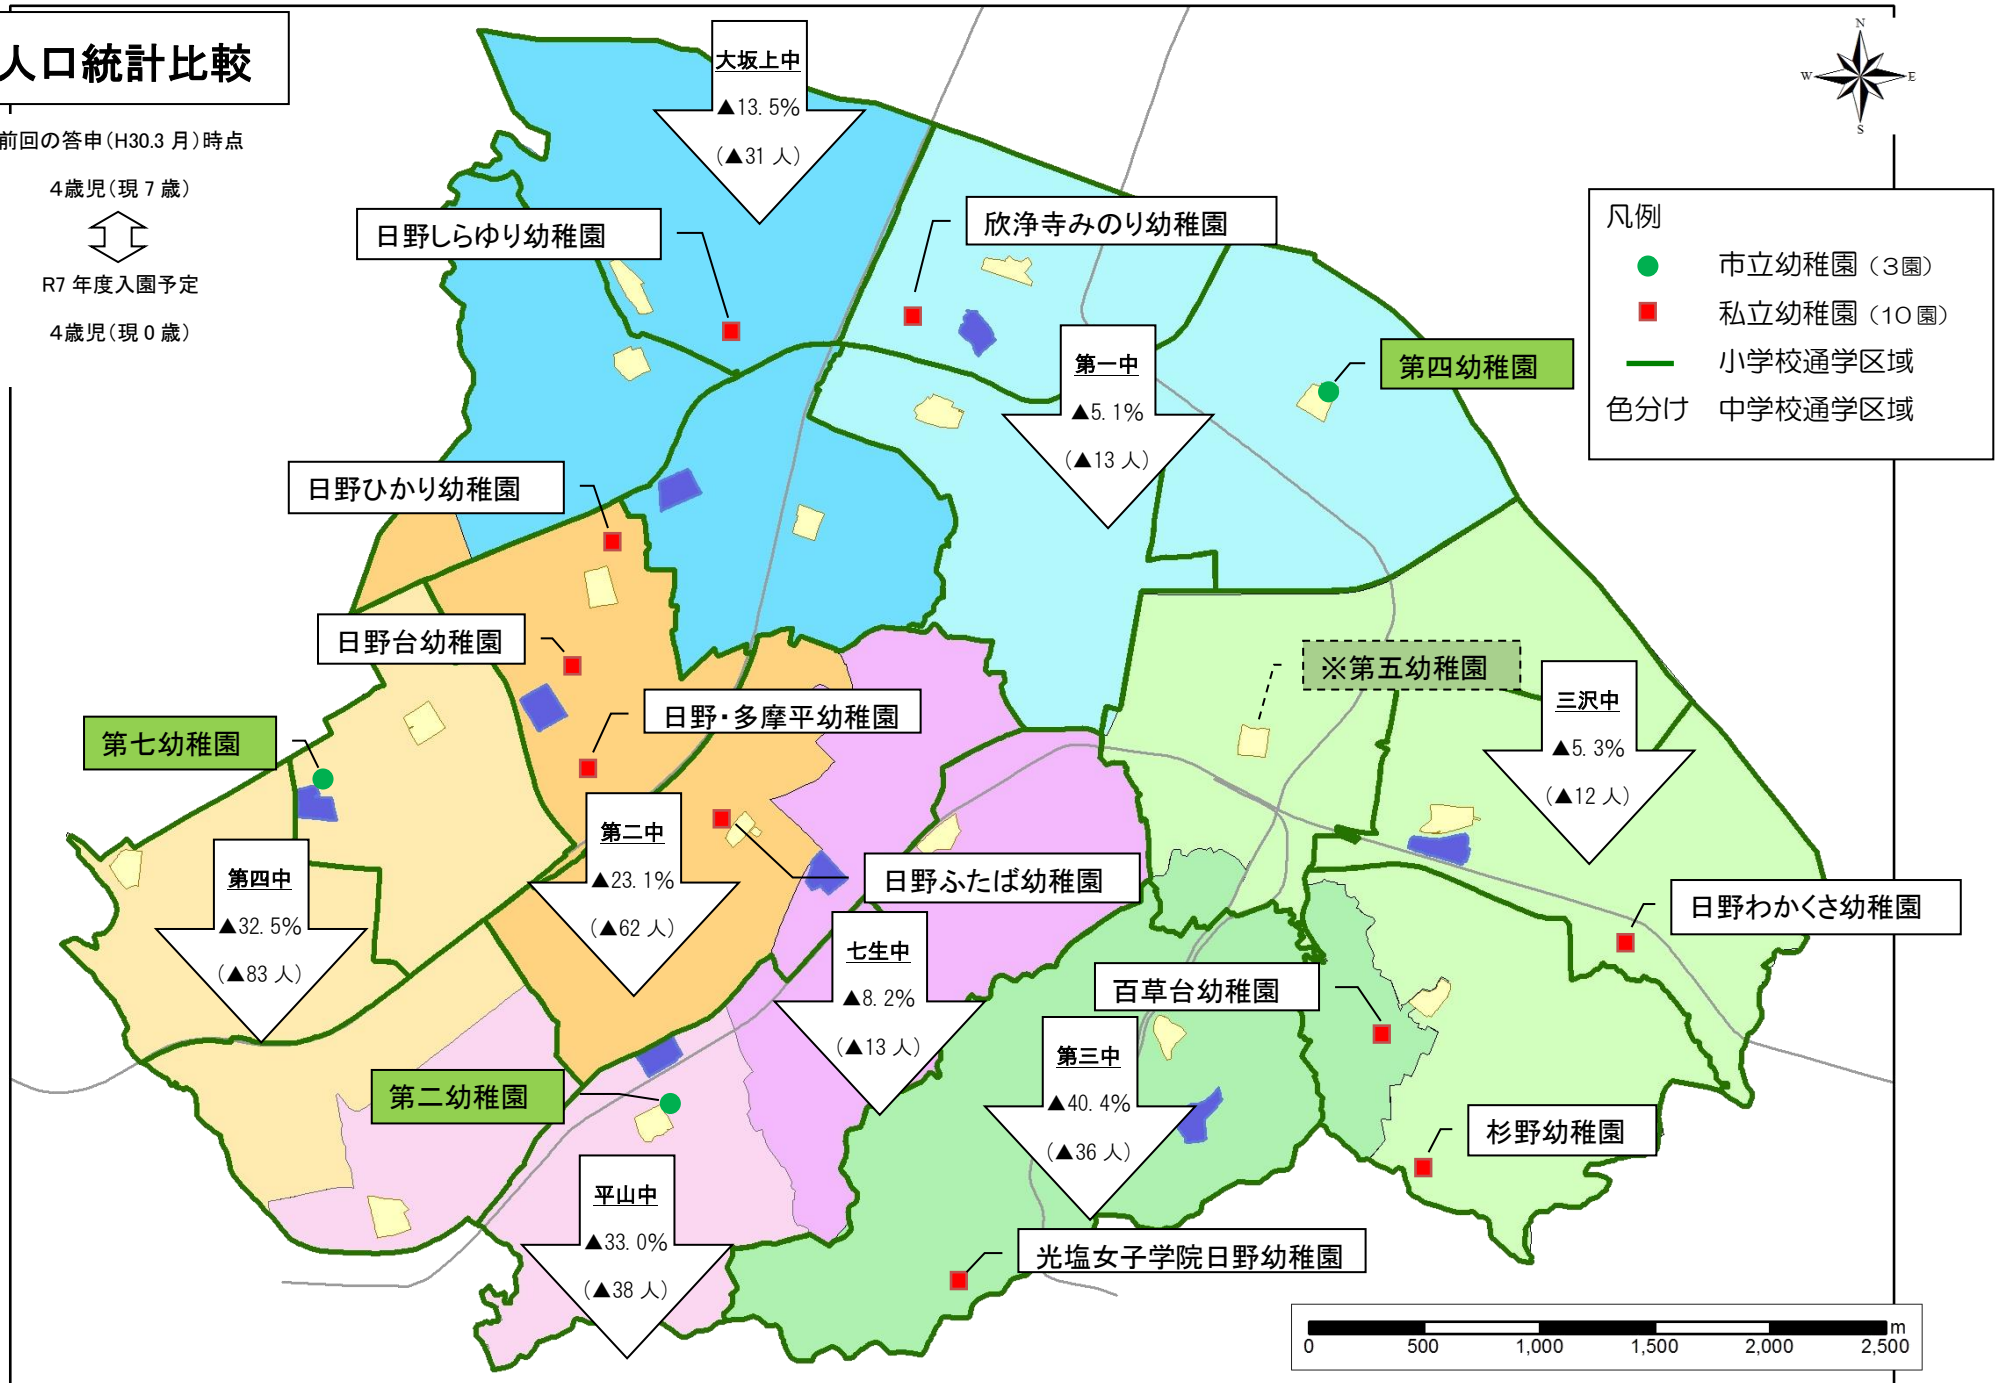 人口統計比較
前回の答申(H30.3 月)時点
4歳児(現 7 歳)
R7 年度入園予定
4歳児(現 0 歳)
N
W
E
S
凡例
市立幼稚園(3園)
私立幼稚園(10園)
小学校通学区域
色分け 中学校通学区域
大坂上中
▲13.5%
(▲31 人)
日野しらゆり幼稚園
欣浄寺みのり幼稚園
第一中
▲5.1%
(▲13 人)
第四幼稚園
日野ひかり幼稚園
日野台幼稚園
※第五幼稚園
三沢中
▲5.3%
(▲12 人)
日野・多摩平幼稚園
第七幼稚園
第二中
▲23.1%
(▲62 人)
第四中
▲32.5%
(▲83 人)
日野ふたば幼稚園
日野わかくさ幼稚園
七生中
▲8.2%
(▲13 人)
百草台幼稚園
第三中
▲40.4%
(▲36 人)
第二幼稚園
杉野幼稚園
平山中
▲33.0%
(▲38 人)
光塩女子学院日野幼稚園
m
0 500 1,000 1,500 2,000 2,500